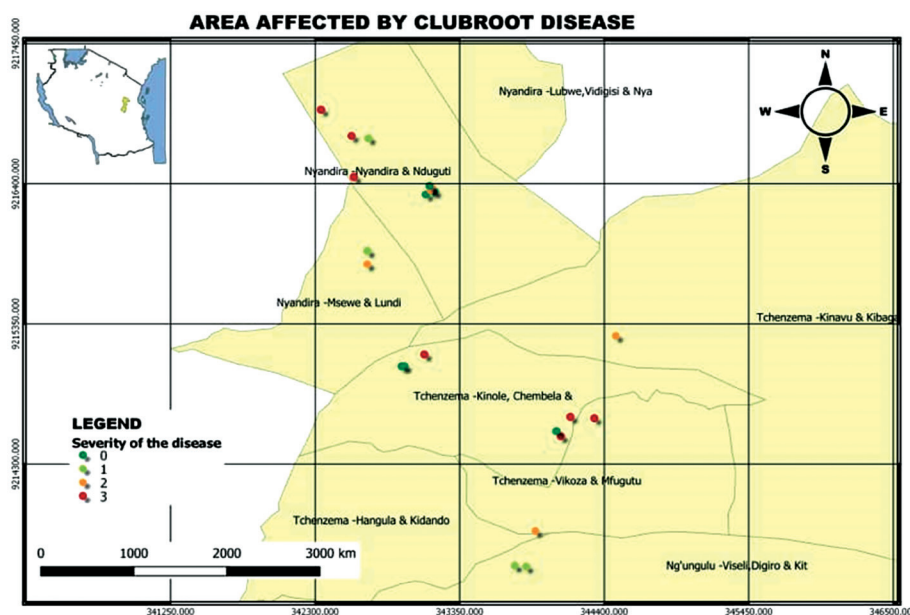 AREA AFFECTED BY CLUBROOT DISEASE
9217450.000
N
W
E
S
Nyandira -Lubwe,Vidigisi & Nya
Nyandira -Nyandira & Nduguti
9216400.000
Nyandira -Msewe & Lundi
Tchenzema -Kinavu & Kibaga
9215350.000
Tchenzema -Kinole, Chembela &
LEGEND
Severity of the disease
0
1
2
3
9214300.000
Tchenzema -Vikoza & Mfugutu
Tchenzema -Hangula & Kidando
0 1000 2000 3000 km
Ng'ungulu -Viseli,Digiro & Kit
341250.000 342300.000 343350.000 344400.000 345450.000 346500.000